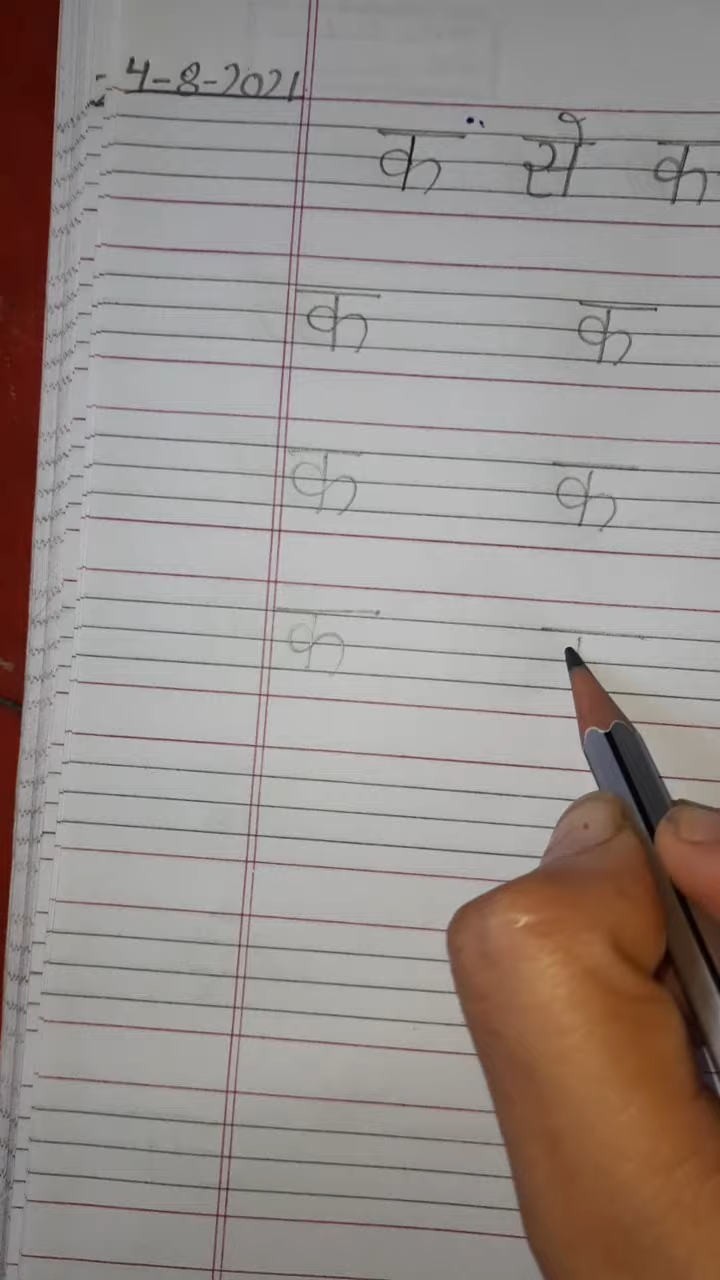 4-8-2021
क से क
क क
क क
क